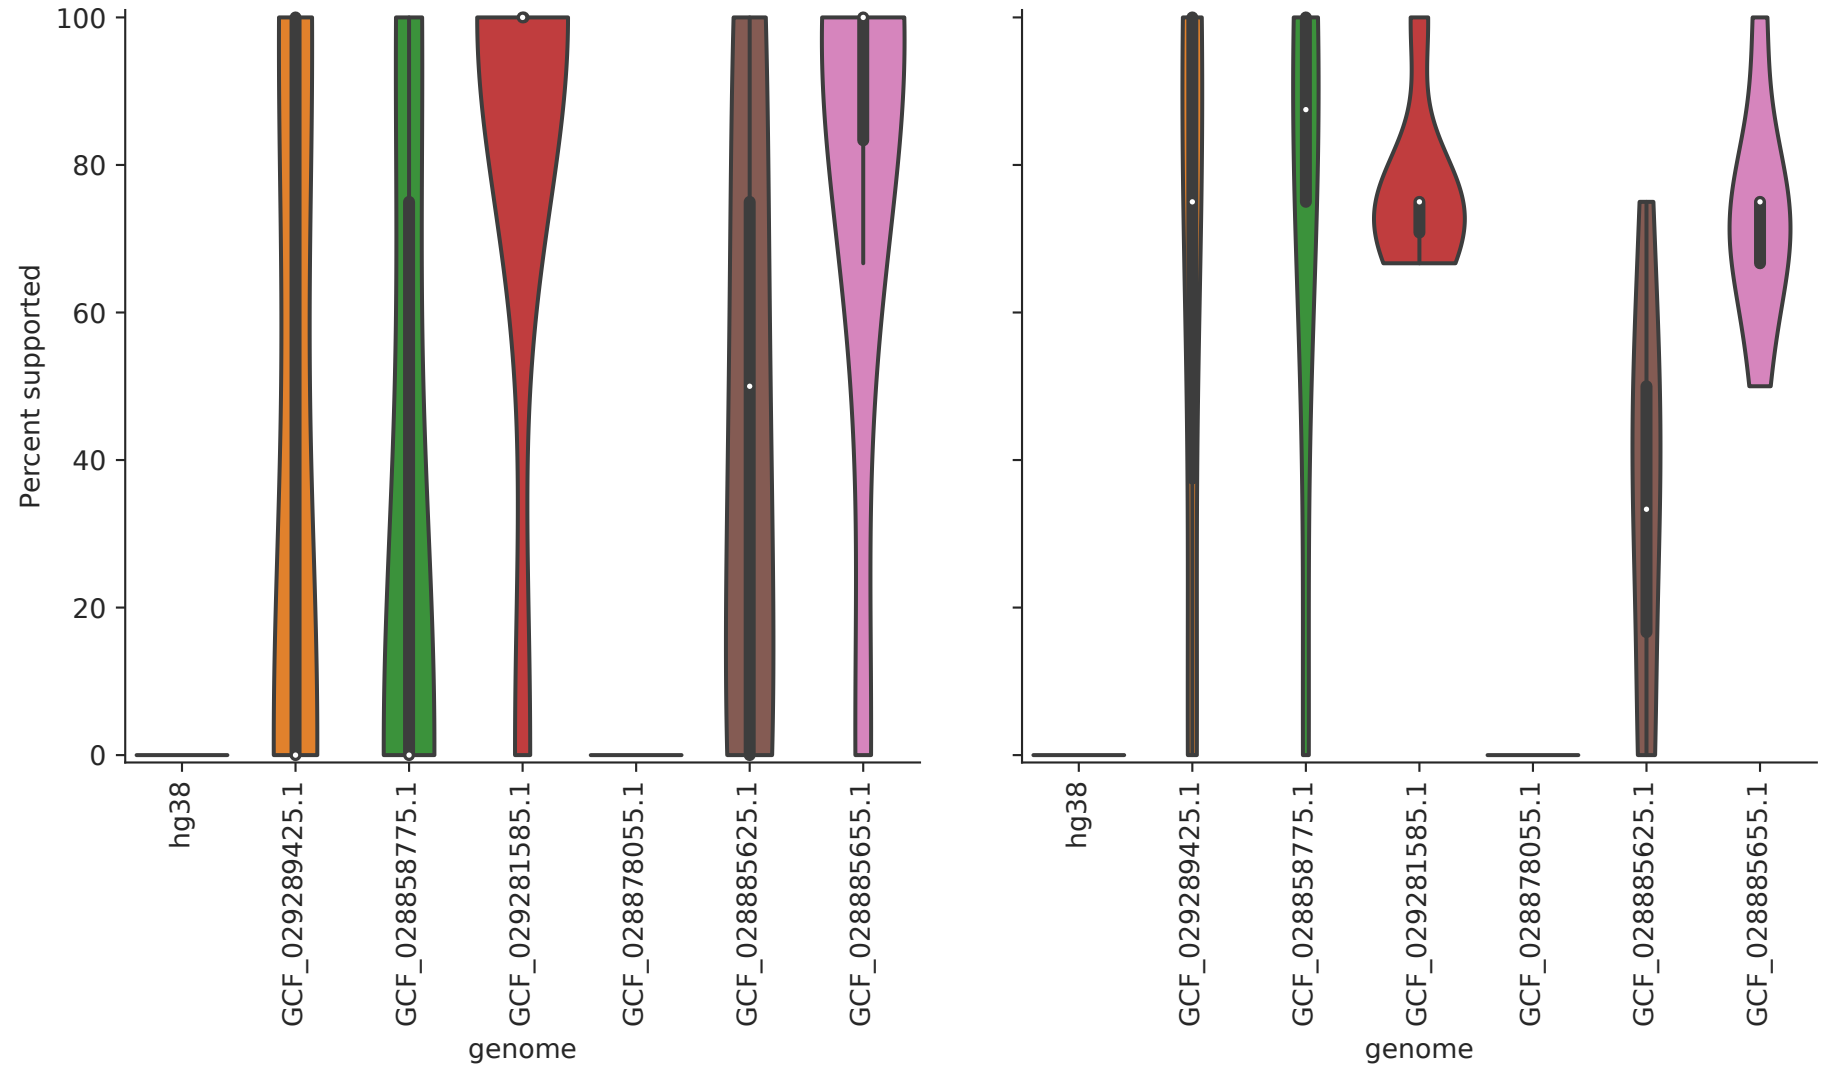 Percent supported
100
80
60
40
20
0
hg38
GCF_029289425.1
GCF_028858775.1
GCF_029281585.1
GCF_028878055.1
GCF_028885625.1
GCF_028885655.1
genome
hg38
GCF_029289425.1
GCF_028858775.1
GCF_029281585.1
GCF_028878055.1
GCF_028885625.1
GCF_028885655.1
genome